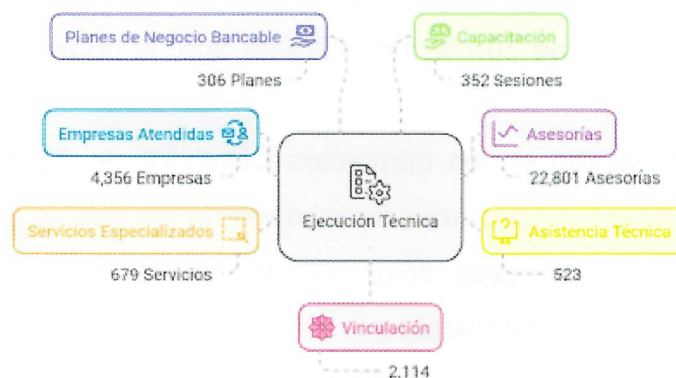 Planes de Negocio Bancable
306 Planes
Capacitación
352 Sesiones
Empresas Atendidas
4,356 Empresas
Asesorías
22,801 Asesorías
Ejecución Técnica
Servicios Especializados
679 Servicios
Asistencia Técnica
523
Vinculación
2,114